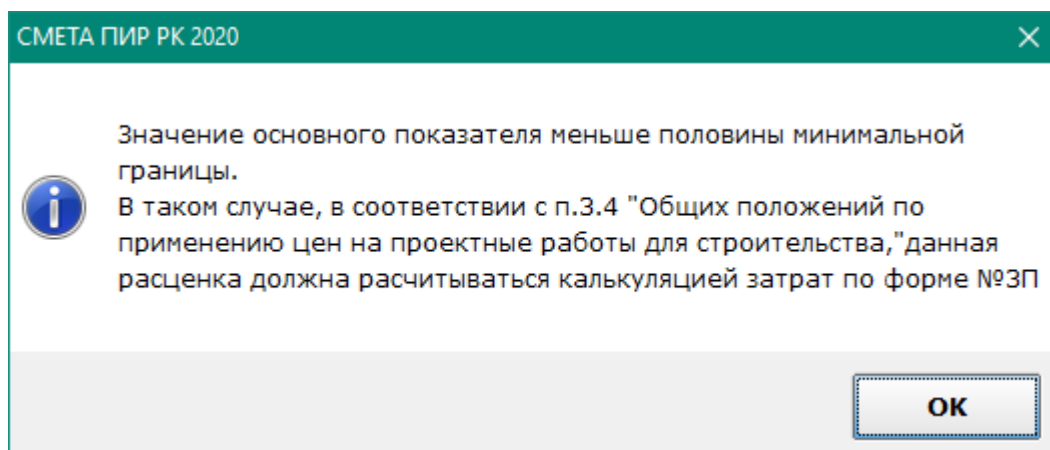 СМЕТА ПИР РК 2020
Значение основного показателя меньше половины минимальной
границы.
В таком случае, в соответствии с п.3.4 "Общих положений по
применению цен на проектные работы для строительства,"данная
расценка должна расчитываться калькуляцией затрат по форме №3П
ОК